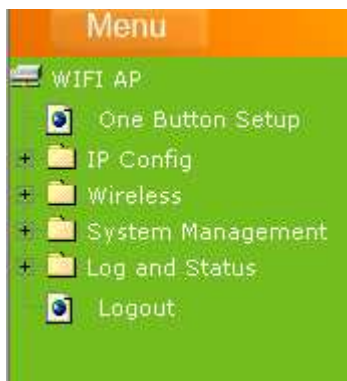 Menu
WIFI AP
One Button Setup
IP Config
Wireless
System Management
Log and Status
Logout